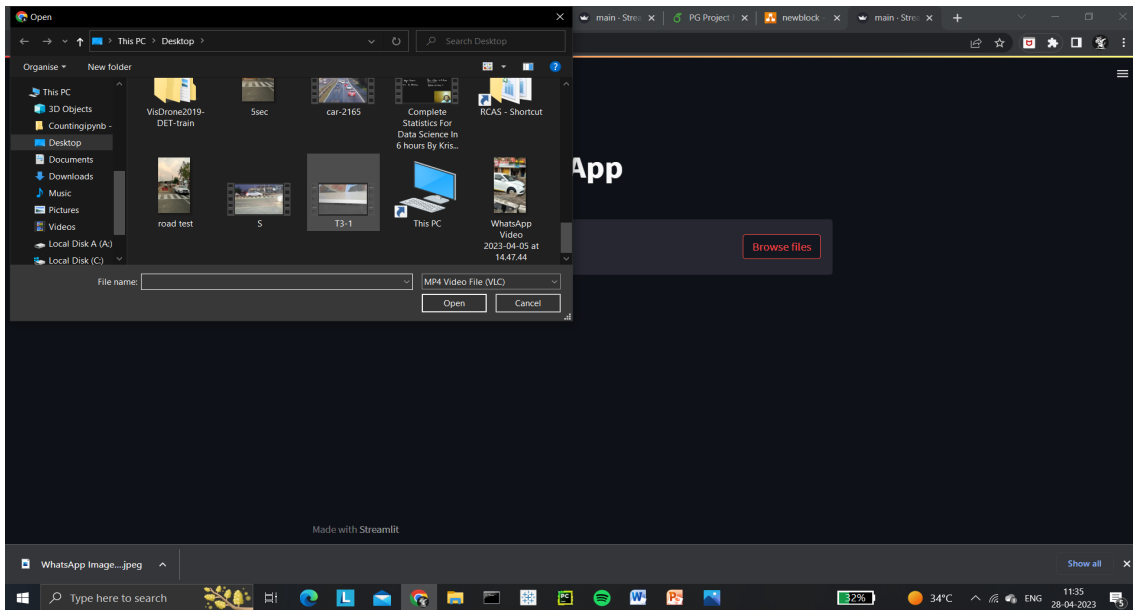 Open
main - Strea
PG Project
newblock -
main - Strea
This PC > Desktop >
Search Desktop
Organise
New folder
This PC
3D Objects
Countingipynb -
Desktop
Documents
Downloads
Music
Pictures
Videos
Local Disk A (A:)
Local Disk (C:)
VisDrone2019-
DET-train
5sec
car-2165
Complete
Statistics For
Data Science In
6 hours By Kris...
RCAS - Shortcut
road test
S
T3-1
This PC
WhatsApp
Video
2023-04-05 at
14.47.44
App
Browse files
File name:
MP4 Video File (VLC)
Open
Cancel
Made with Streamlit
WhatsApp Image....jpeg
Show all
Type here to search
32%
34°C
ENG
11:35
28-04-2023
5